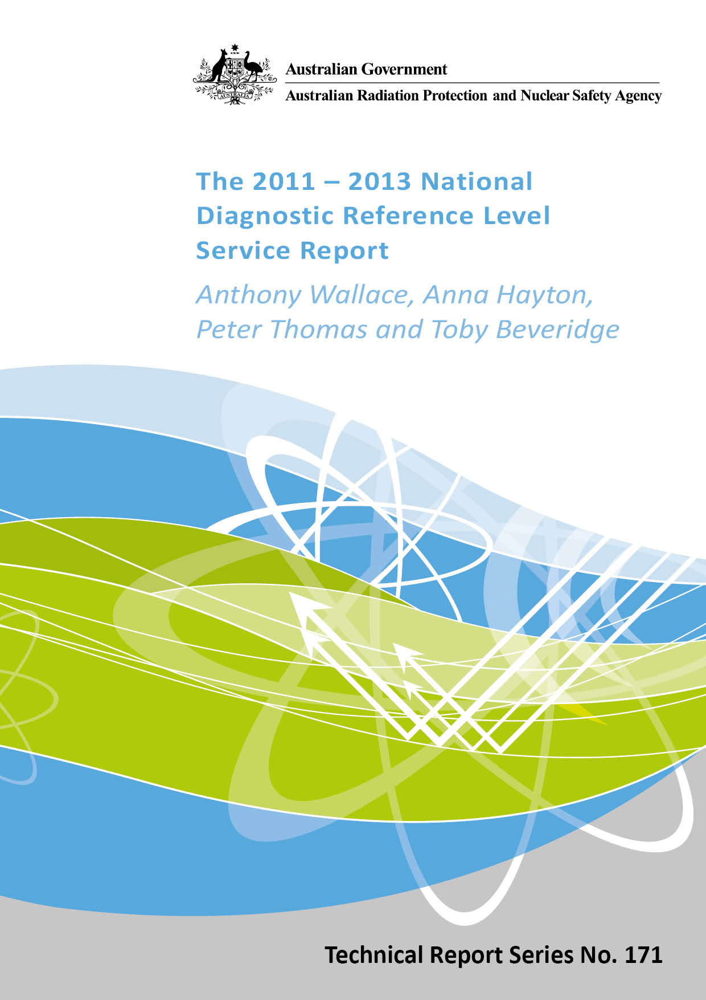 AUSTRALIA
Australian Government
Australian Radiation Protection and Nuclear Safety Agency
The 2011 – 2013 National
Diagnostic Reference Level
Service Report
Anthony Wallace, Anna Hayton,
Peter Thomas and Toby Beveridge
Technical Report Series No. 171